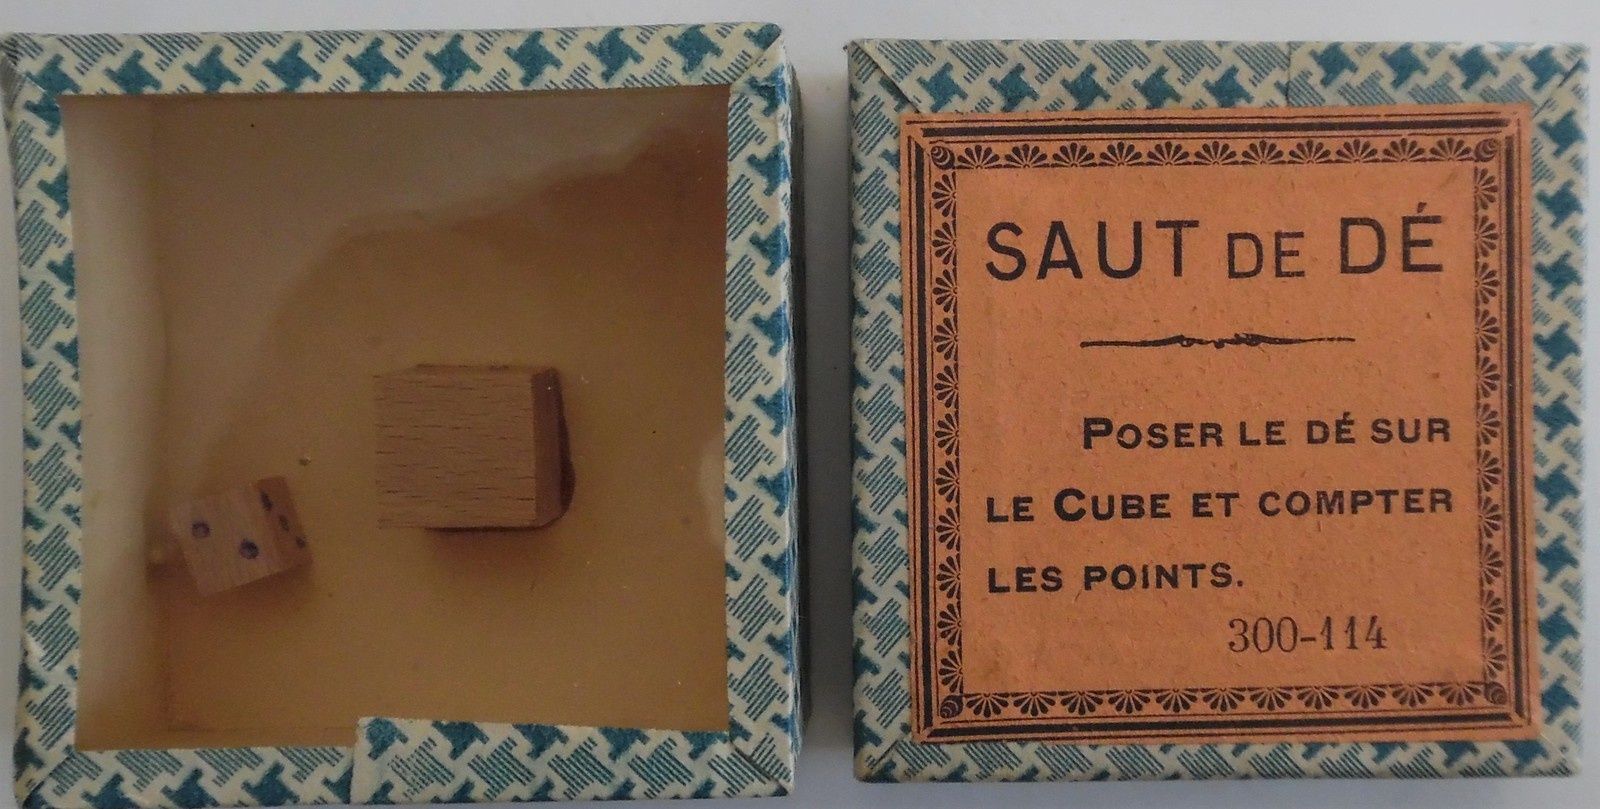 SAUT DE DÉ
POSER LE DÉ SUR
LE CUBE ET COMPTER
LES POINTS.
300-114